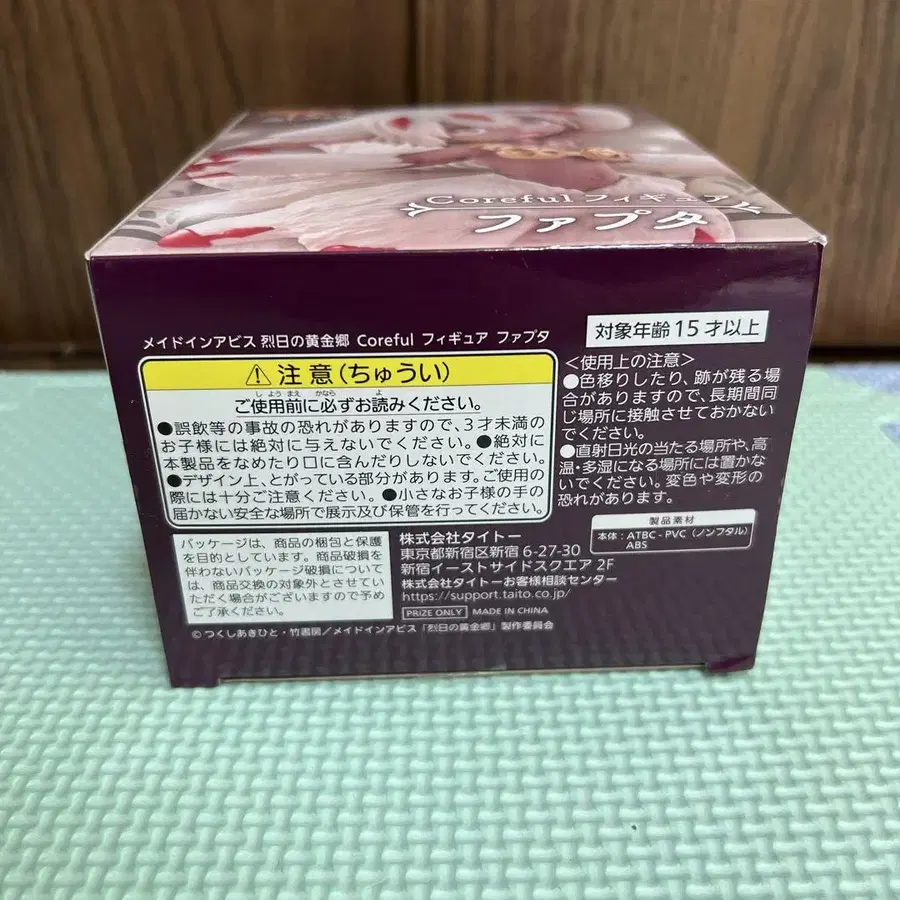 Coreful フィギュア
ファプタ
メイドインアビス 烈日の黄金郷 Coreful フィギュア ファプタ
対象年齢15才以上
⚠ 注意(ちゅうい)
ご使用前に必ずお読みください。
●誤飲等の事故の恐れがありますので、3才未満の
お子様には絶対に与えないでください。●絶対に
本製品をなめたり口に含んだりしないでください。
●デザイン上、とがっている部分があります。ご使用の
際には十分ご注意ください。●小さなお子様の手の
届かない安全な場所で展示及び保管を行ってください。
<使用上の注意>
●色移りしたり、跡が残る場
合がありますので、長期間同
じ場所に接触させておかない
でください。
●直射日光の当たる場所や、高
温・多湿になる場所には置かな
いでください。変色や変形の
恐れがあります。
製品素材
本体:ATBC-PVC(ノンフタル)
ABS
パッケージは、商品の梱包と保護
を目的としています。商品破損を
伴わないパッケージ破損について
は、商品交換の対象外とさせてい
ただく場合がございますので予め
ご了承ください。
株式会社タイトー
東京都新宿区新宿 6-27-30
新宿イーストサイドスクエア 2F
株式会社タイトーお客様相談センター
https://support.taito.co.jp/
PRIZE ONLY MADE IN CHINA
© つくしあきひと・竹書房/メイドインアビス「烈日の黄金郷」製作委員会